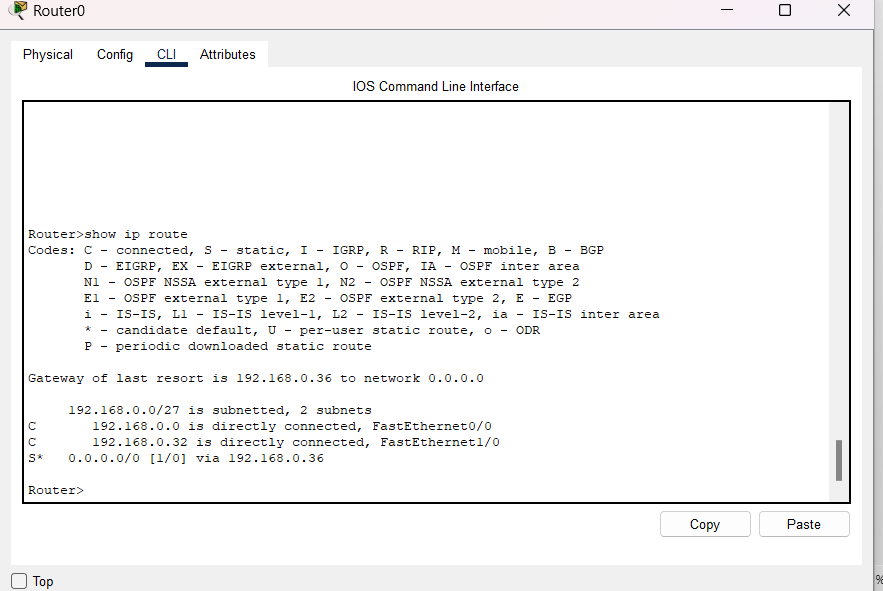 Router0
Physical Config CLI Attributes
IOS Command Line Interface
Router>show ip route
Codes: C - connected, S - static, I - IGRP, R - RIP, M - mobile, B - BGP
D - EIGRP, EX - EIGRP external, O - OSPF, IA - OSPF inter area
N1 - OSPF NSSA external type 1, N2 - OSPF NSSA external type 2
E1 - OSPF external type 1, E2 - OSPF external type 2, E - EGP
i - IS-IS, L1 - IS-IS level-1, L2 - IS-IS level-2, ia - IS-IS inter area
* - candidate default, U - per-user static route, o - ODR
P - periodic downloaded static route
Gateway of last resort is 192.168.0.36 to network 0.0.0.0
192.168.0.0/27 is subnetted, 2 subnets
C 192.168.0.0 is directly connected, FastEthernet0/0
C 192.168.0.32 is directly connected, FastEthernet1/0
S* 0.0.0.0/0 [1/0] via 192.168.0.36
Router>
Copy Paste
Top
%